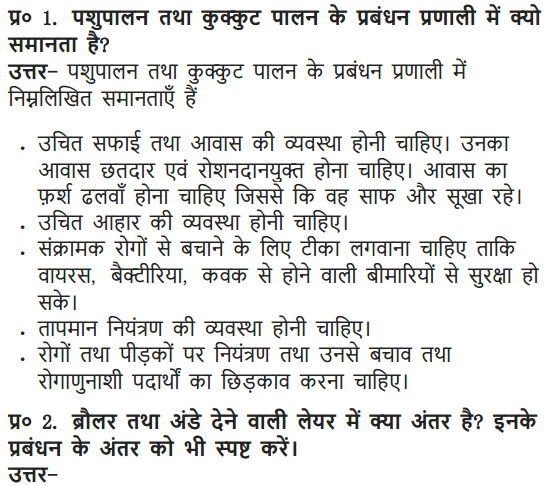 प्र० 1. पशुपालन तथा कुक्कुट पालन के प्रबंधन प्रणाली में क्यो
समानता है?
उत्तर- पशुपालन तथा कुक्कुट पालन के प्रबंधन प्रणाली में
निम्नलिखित समानताएँ हैं
. उचित सफाई तथा आवास की व्यवस्था होनी चाहिए। उनका
आवास छतदार एवं रोशनदानयुक्त होना चाहिए। आवास का
फ़र्श ढलवाँ होना चाहिए जिससे कि वह साफ और सूखा रहे।
. उचित आहार की व्यवस्था होनी चाहिए।
. संक्रामक रोगों से बचाने के लिए टीका लगवाना चाहिए ताकि
वायरस, बैक्टीरिया, कवक से होने वाली बीमारियों से सुरक्षा हो
सके।
. तापमान नियंत्रण की व्यवस्था होनी चाहिए।
. रोगों तथा पीड़कों पर नियंत्रण तथा उनसे बचाव तथा
रोगाणुनाशी पदार्थों का छिड़काव करना चाहिए।
प्र० 2. ब्रौलर तथा अंडे देने वाली लेयर में क्या अंतर है? इनके
प्रबंधन के अंतर को भी स्पष्ट करें।
उत्तर-